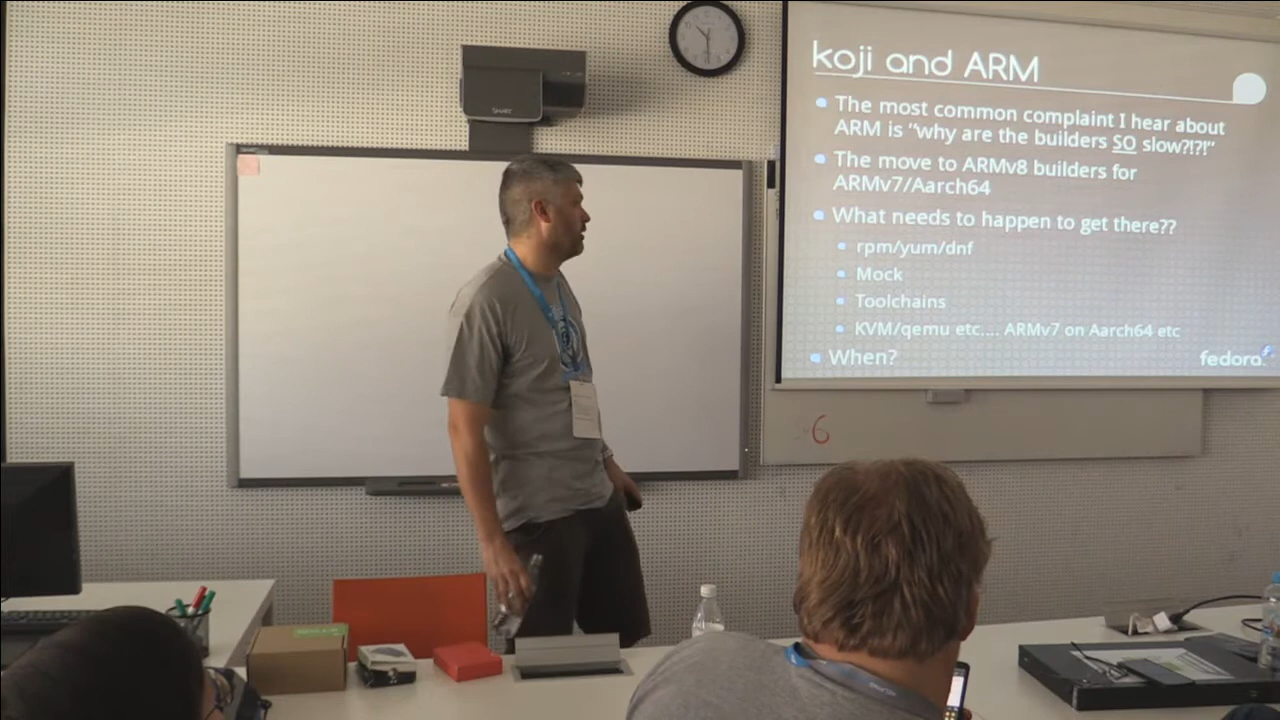 SMART
koji and ARM
The most common complaint I hear about
ARM is "why are the builders SO slow?!?!"
The move to ARMv8 builders for
ARMv7/Aarch64
What needs to happen to get there??
rpm/yum/dnf
Mock
Toolchains
KVM/qemu etc.... ARMv7 on Aarch64 etc
When?
fedora
6